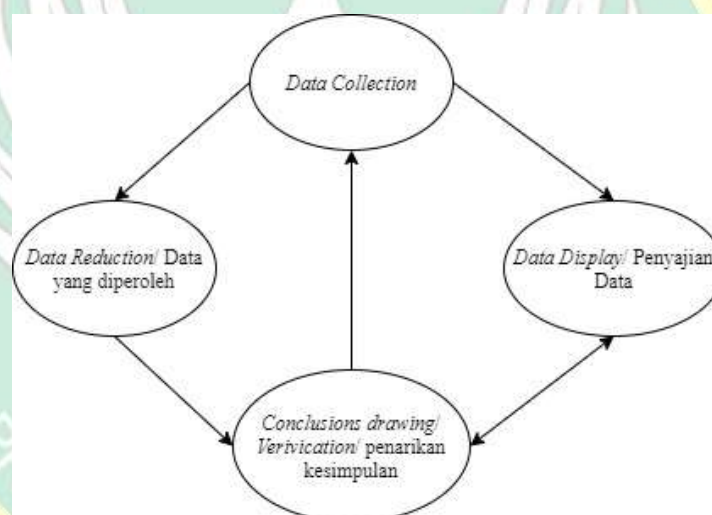 Data Collection
Data Reduction/ Data
yang diperoleh
Data Display/ Penyajian
Data
Conclusions drawing/
Verivication/ penarikan
kesimpulan